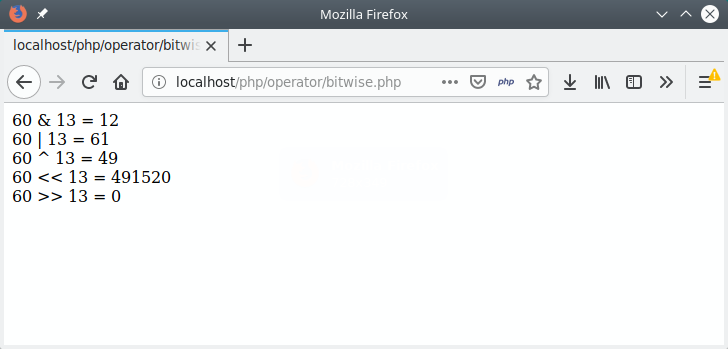 Mozilla Firefox
localhost/php/operator/bitwis
localhost/php/operator/bitwise.php
php
60 & 13 = 12
60 | 13 = 61
60 ^ 13 = 49
60 << 13 = 491520
60 >> 13 = 0